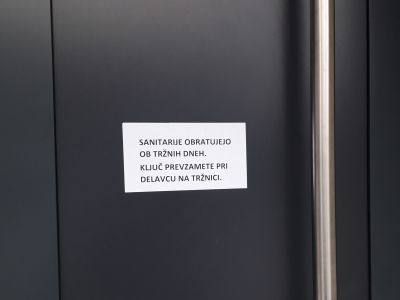 SANITARIJE OBRATUJEJO
OB TRŽNIH DNEH.
KLJUČ PREVZAMETE PRI
DELAVCU NA TRŽNICI.